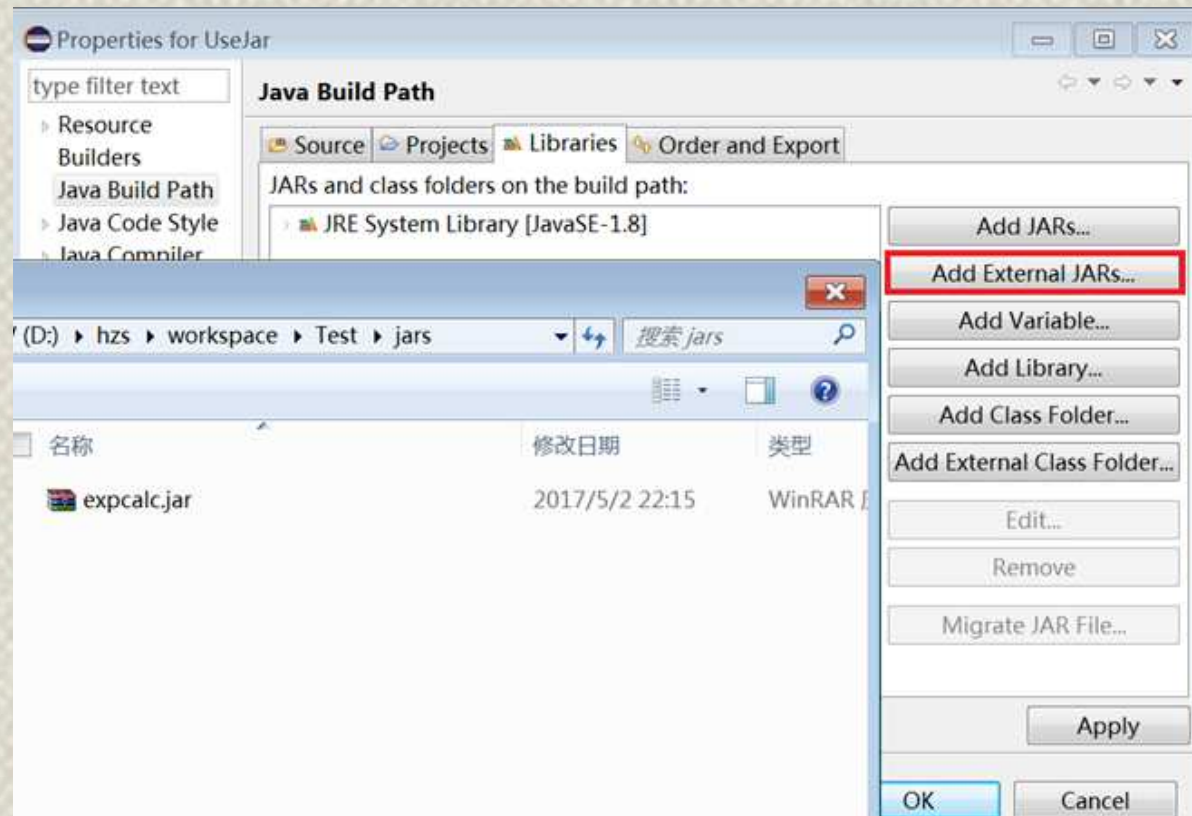 Properties for UseJar
type filter text
Java Build Path
Resource
Builders
Java Build Path
Java Code Style
Java Compiler
Source Projects Libraries Order and Export
JARs and class folders on the build path:
JRE System Library [JavaSE-1.8]
Add JARs...
Add External JARs...
Add Variable...
Add Library...
Add Class Folder...
Add External Class Folder...
Edit...
Remove
Migrate JAR File...
Apply
OK Cancel
(D:) hzs workspace Test jars 搜索 jars
名称 修改日期 类型
expcalc.jar 2017/5/2 22:15 WinRAR